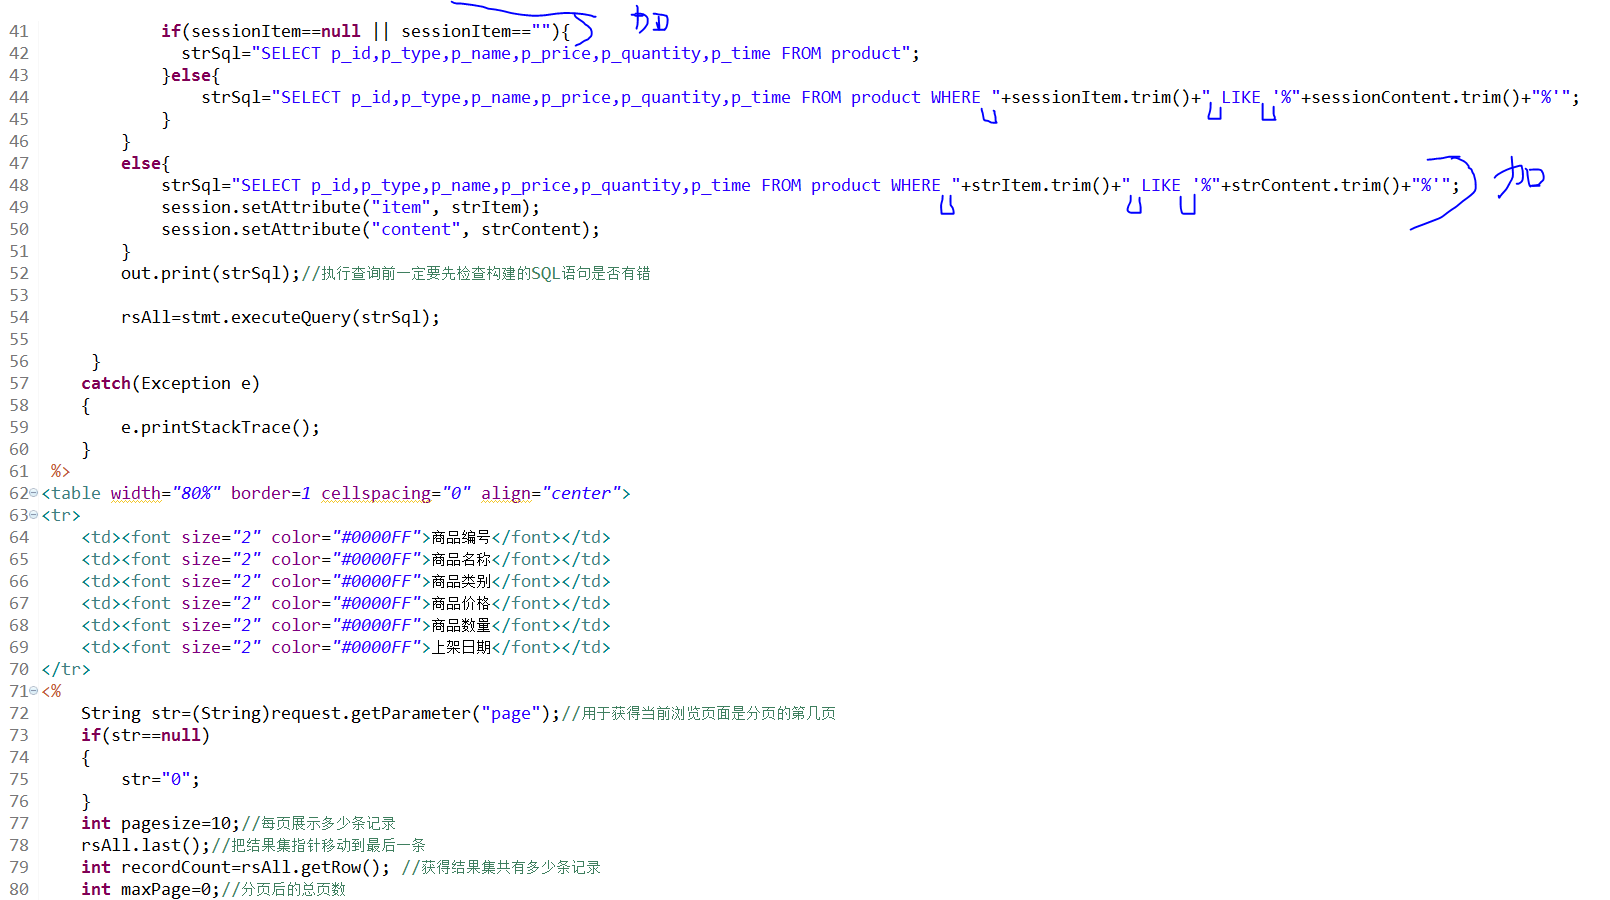 加
41 if(sessionItem==null || sessionItem==""){
42 strSql="SELECT p_id,p_type,p_name,p_price,p_quantity,p_time FROM product";
43 }else{
44 strSql="SELECT p_id,p_type,p_name,p_price,p_quantity,p_time FROM product WHERE "+sessionItem.trim()+" LIKE '%"+sessionContent.trim()+"%'";
45 }
46 }
47 else{
48 strSql="SELECT p_id,p_type,p_name,p_price,p_quantity,p_time FROM product WHERE "+strItem.trim()+" LIKE '%"+strContent.trim()+"%'"; 加
49 session.setAttribute("item", strItem);
50 session.setAttribute("content", strContent);
51 }
52 out.print(strSql);//执行查询前一定要先检查构建的SQL语句是否有错
53
54 rsAll=stmt.executeQuery(strSql);
55
56 }
57 catch(Exception e)
58 {
59 e.printStackTrace();
60 }
61 %>
62 <table width="80%" border=1 cellspacing="0" align="center">
63 <tr>
64 <td><font size="2" color="#0000FF">商品编号</font></td>
65 <td><font size="2" color="#0000FF">商品名称</font></td>
66 <td><font size="2" color="#0000FF">商品类别</font></td>
67 <td><font size="2" color="#0000FF">商品价格</font></td>
68 <td><font size="2" color="#0000FF">商品数量</font></td>
69 <td><font size="2" color="#0000FF">上架日期</font></td>
70 </tr>
71 <%
72 String str=(String)request.getParameter("page");//用于获得当前浏览页面是分页的第几页
73 if(str==null)
74 {
75 str="0";
76 }
77 int pagesize=10;//每页展示多少条记录
78 rsAll.last();//把结果集指针移动到最后一条
79 int recordCount=rsAll.getRow(); //获得结果集共有多少条记录
80 int maxPage=0;//分页后的总页数